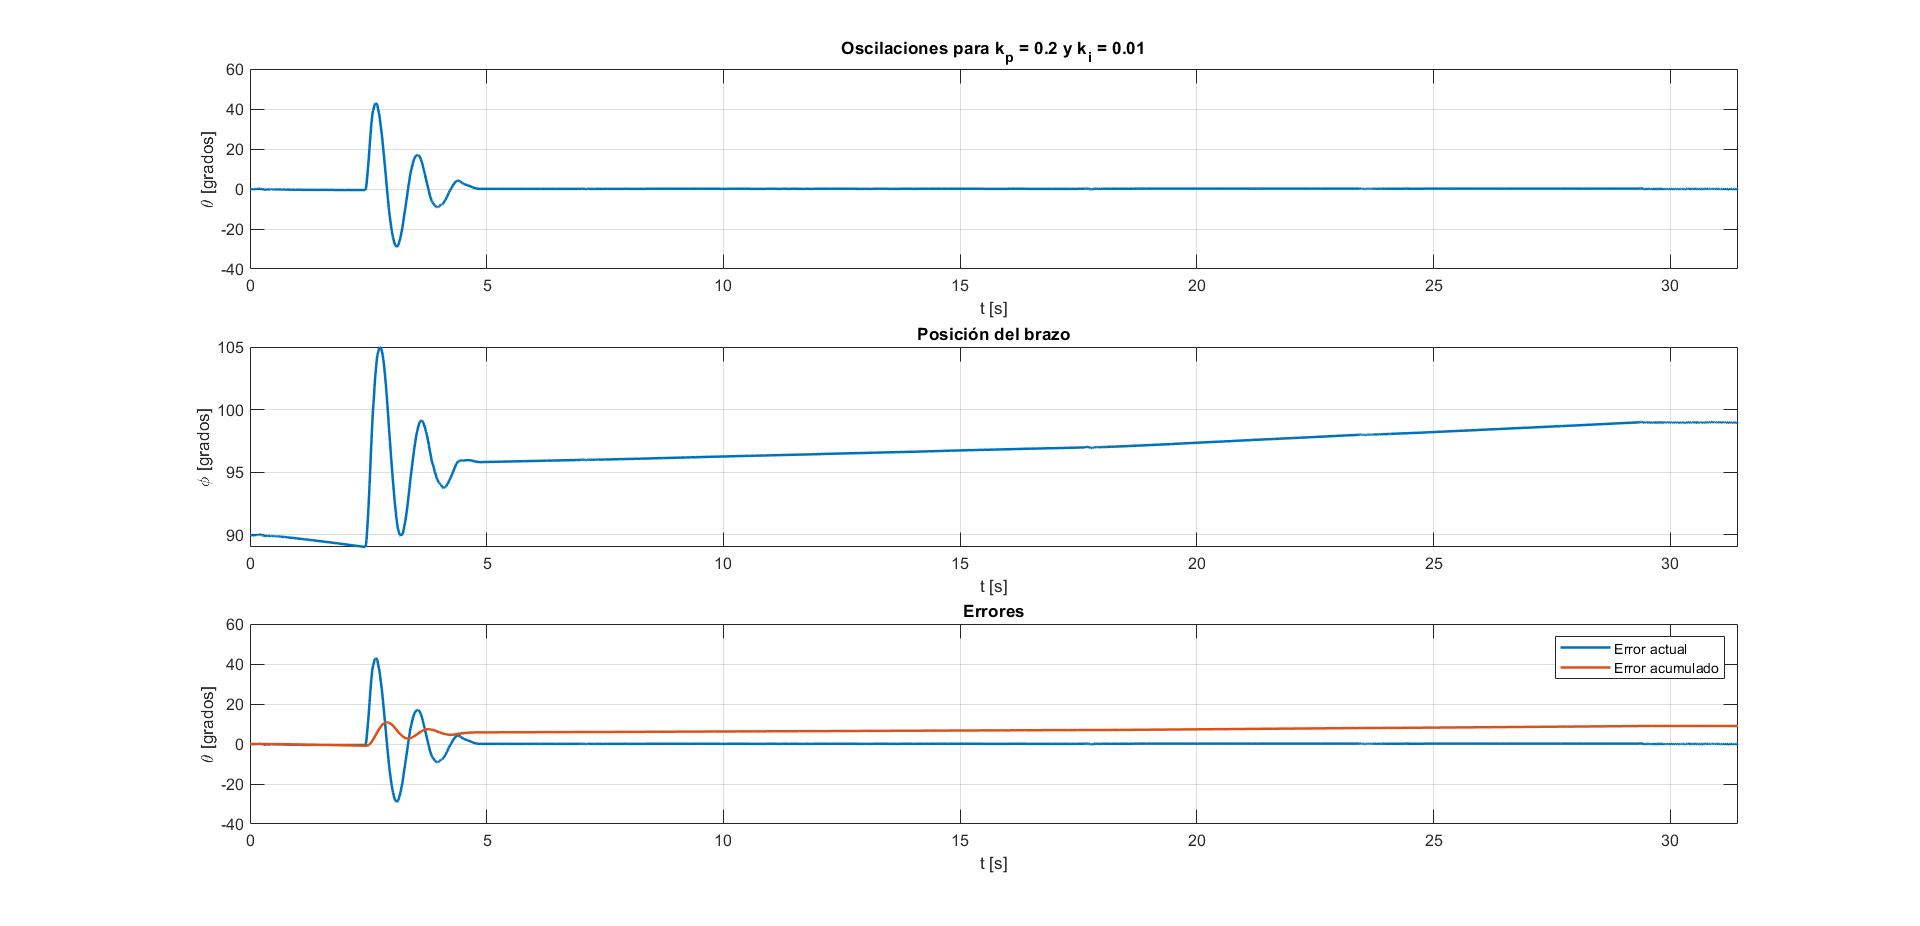 Oscilaciones para kp = 0.2 y ki = 0.01
60
40
20
0
-20
-40
θ [grados]
0 5 10 15 20 25 30
t [s]
Posición del brazo
105
100
95
90
ϕ [grados]
0 5 10 15 20 25 30
t [s]
Errores
60
40
20
0
-20
-40
θ [grados]
Error actual
Error acumulado
0 5 10 15 20 25 30
t [s]